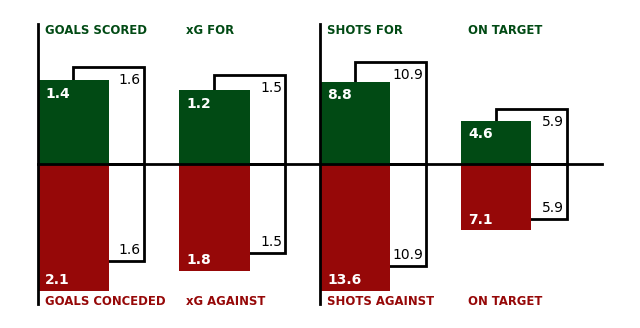 GOALS SCORED xG FOR SHOTS FOR ON TARGET
1.4 1.6 1.2 1.5 8.8 10.9 4.6 5.9
2.1 1.6 1.8 1.5 13.6 10.9 7.1 5.9
GOALS CONCEDED xG AGAINST SHOTS AGAINST ON TARGET